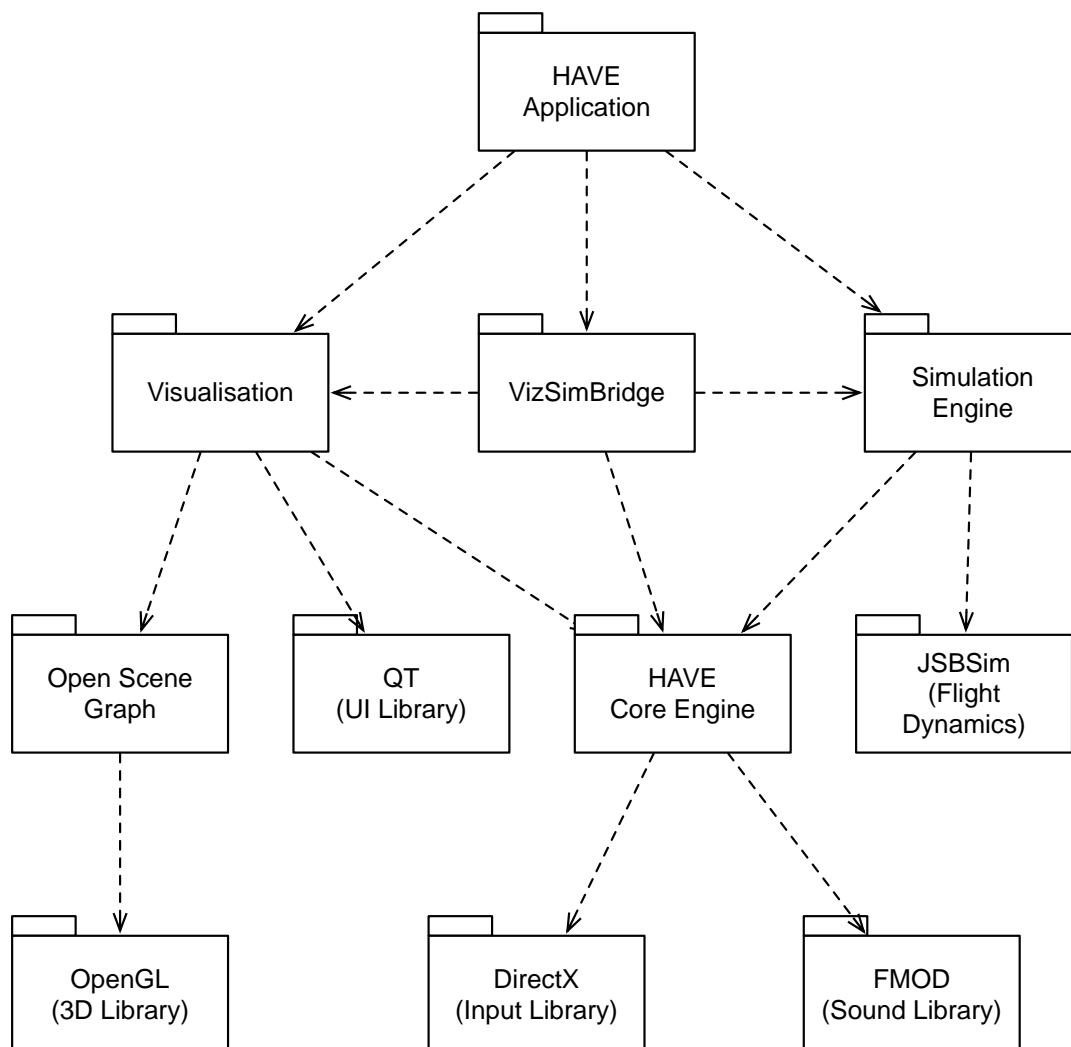 HAVE
Application
Visualisation
VizSimBridge
Simulation
Engine
Open Scene
Graph
QT
(UI Library)
HAVE
Core Engine
JSBSim
(Flight
Dynamics)
OpenGL
(3D Library)
DirectX
(Input Library)
FMOD
(Sound Library)